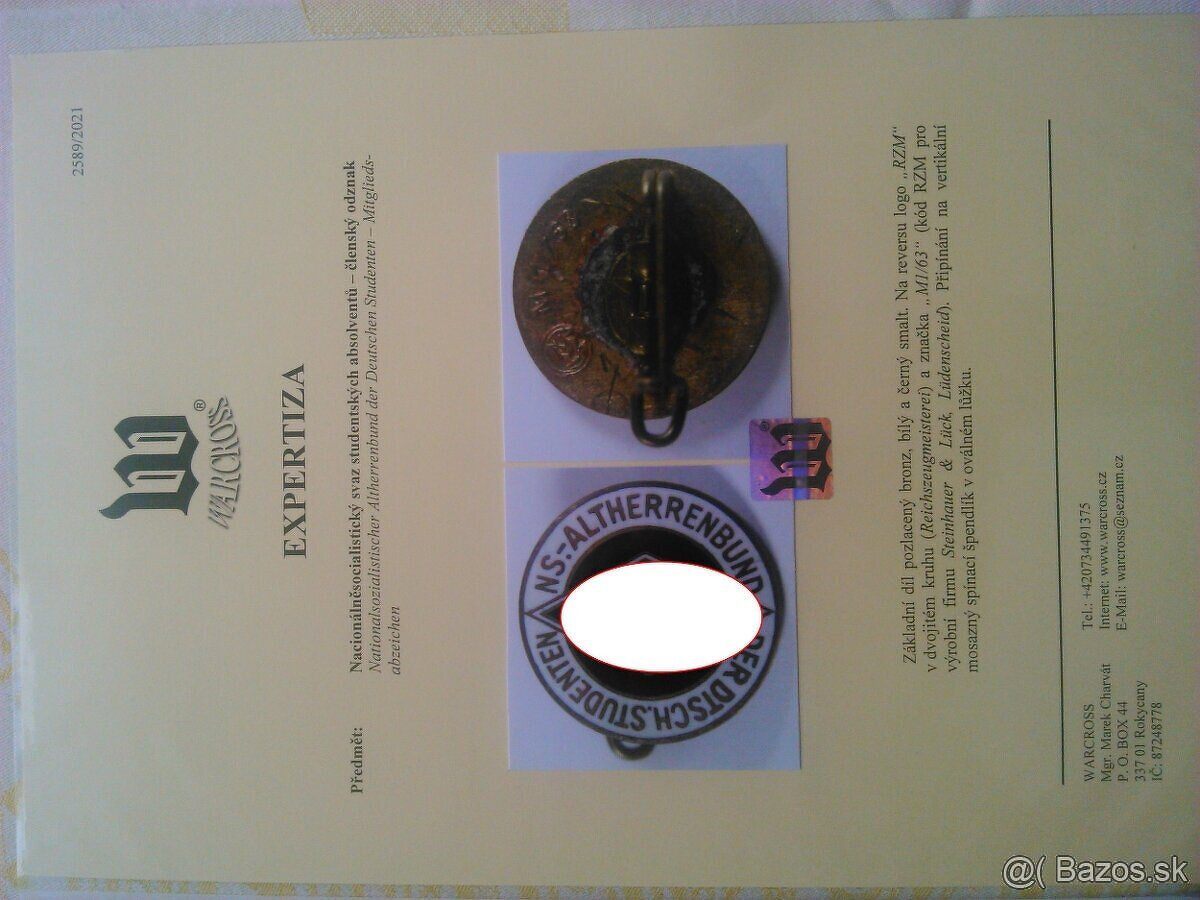 2589/2021
W
®
WARCROSS
EXPERTIZA
Předmět: Nacionálněsocialistický svaz studentských absolventů – členský odznak
Nationalsozialistischer Altherrenbund der Deutschen Studenten – Mitglieds-
abzeichen
NS.-ALTHERRENBUND DER DTSCH. STUDENTEN
RZM M1/63
W
Základní díl pozlacený bronz, bílý a černý smalt. Na reversu logo „RZM“
v dvojitém kruhu (Reichszeugmeisterei) a značka „M1/63“ (kód RZM pro
výrobní firmu Steinhauer & Lück, Lüdenscheid). Připínání na vertikální
mosazný spínací špendlík v oválném lůžku.
WARCROSS
Mgr. Marek Charvát
P. O. BOX 44
337 01 Rokycany
IČ: 87248778
Tel.: +420734491375
Internet: www.warcross.cz
E-Mail: warcross@seznam.cz
@( Bazos.sk